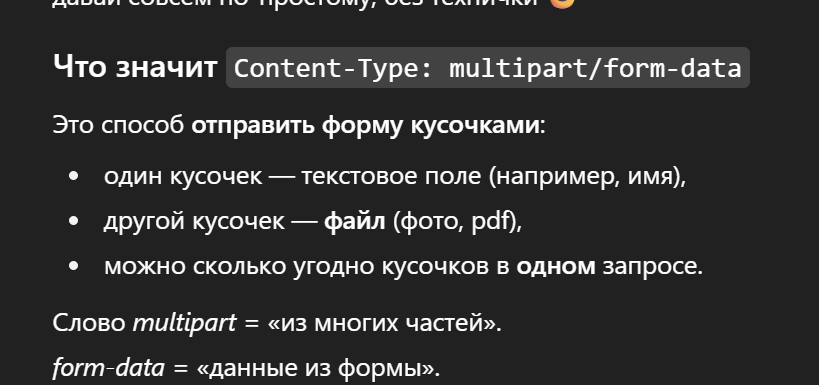 давай совсем по-простому, без технички
Что значит Content-Type: multipart/form-data
Это способ отправить форму кусочками:
• один кусочек — текстовое поле (например, имя),
• другой кусочек — файл (фото, pdf),
• можно сколько угодно кусочков в одном запросе.
Слово multipart = «из многих частей».
form-data = «данные из формы».